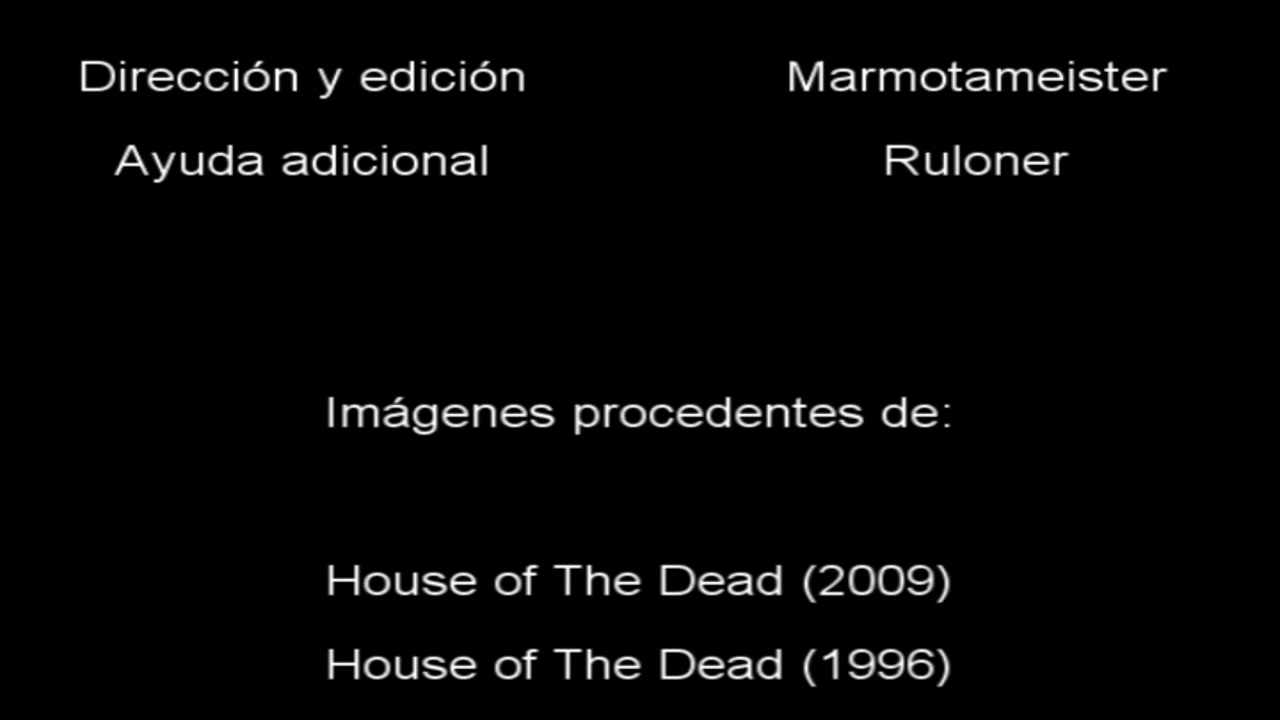 Dirección y edición Marmotameister
Ayuda adicional Ruloner
Imágenes procedentes de:
House of The Dead (2009)
House of The Dead (1996)